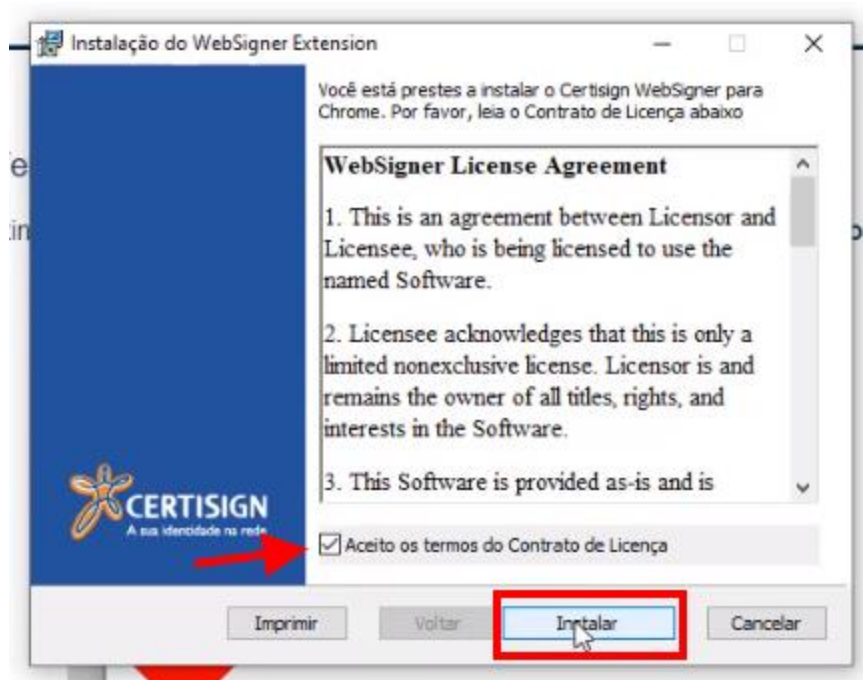 Instalação do WebSigner Extension
Você está prestes a instalar o Certisign WebSigner para
Chrome. Por favor, leia o Contrato de Licença abaixo
WebSigner License Agreement
1. This is an agreement between Licensor and
Licensee, who is being licensed to use the
named Software.
2. Licensee acknowledges that this is only a
limited nonexclusive license. Licensor is and
remains the owner of all titles, rights, and
interests in the Software.
3. This Software is provided as-is and is
CERTISIGN
A sua identidade na rede
Aceito os termos do Contrato de Licença
Imprimir
Voltar
Instalar
Cancelar